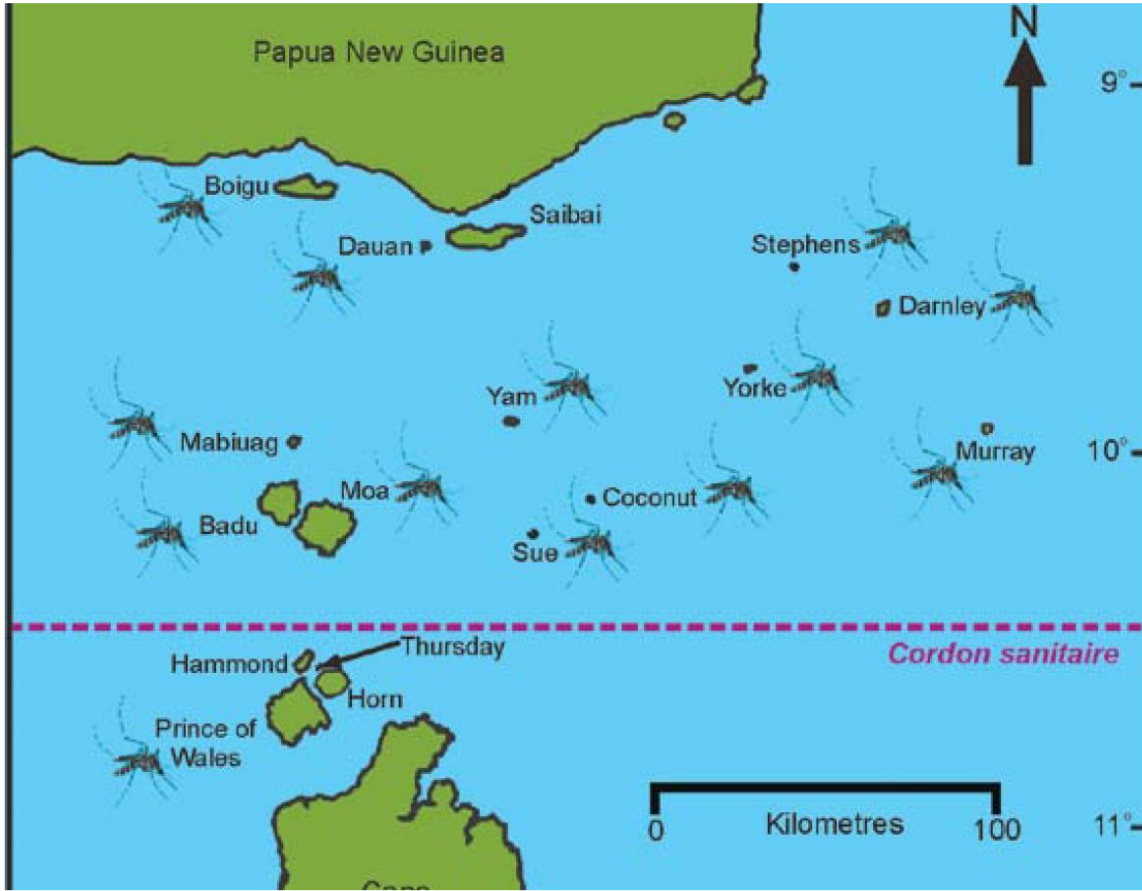 Papua New Guinea
N
9°
Boigu
Saibai
Dauan
Stephens
Darnley
Yam
Yorke
Mabiuag
Murray
10°
Moa
Coconut
Badu
Sue
Cordon sanitaire
Hammond
Thursday
Horn
Prince of
Wales
0
Kilometres
100
11°